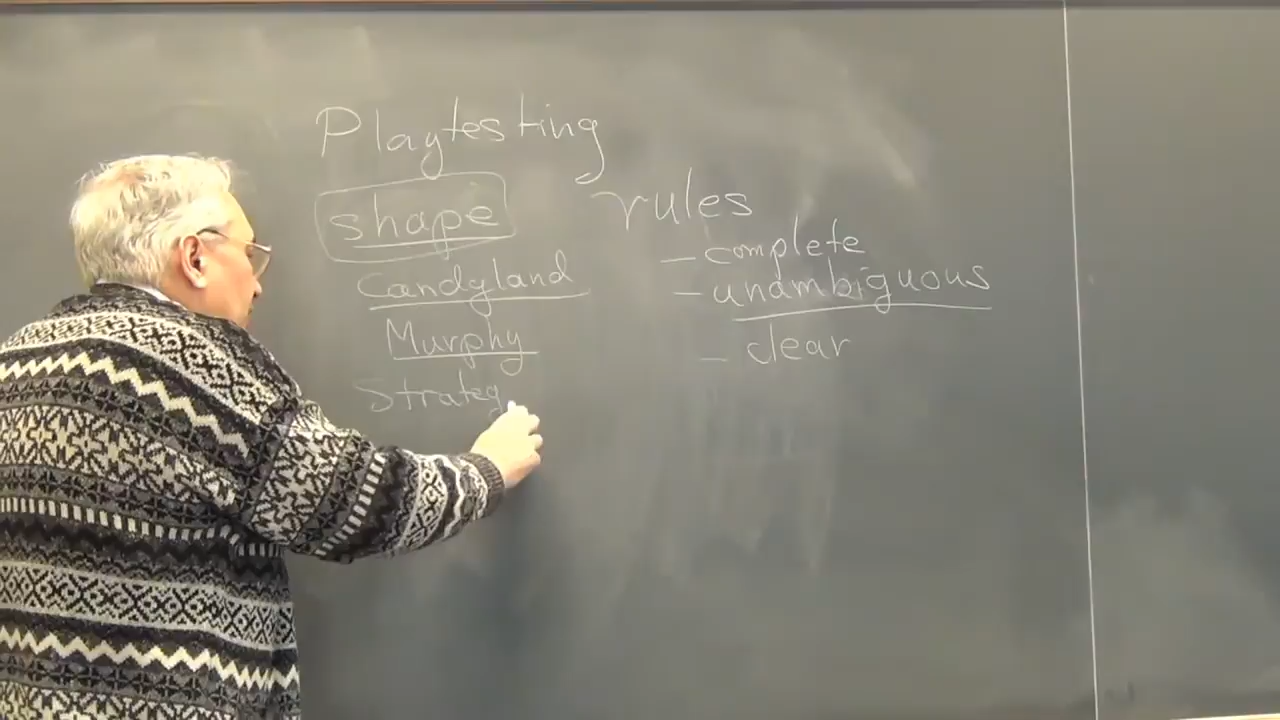 Playtesting
shape
Candyland
Murphy
Strateg
rules
- complete
- unambiguous
- clear